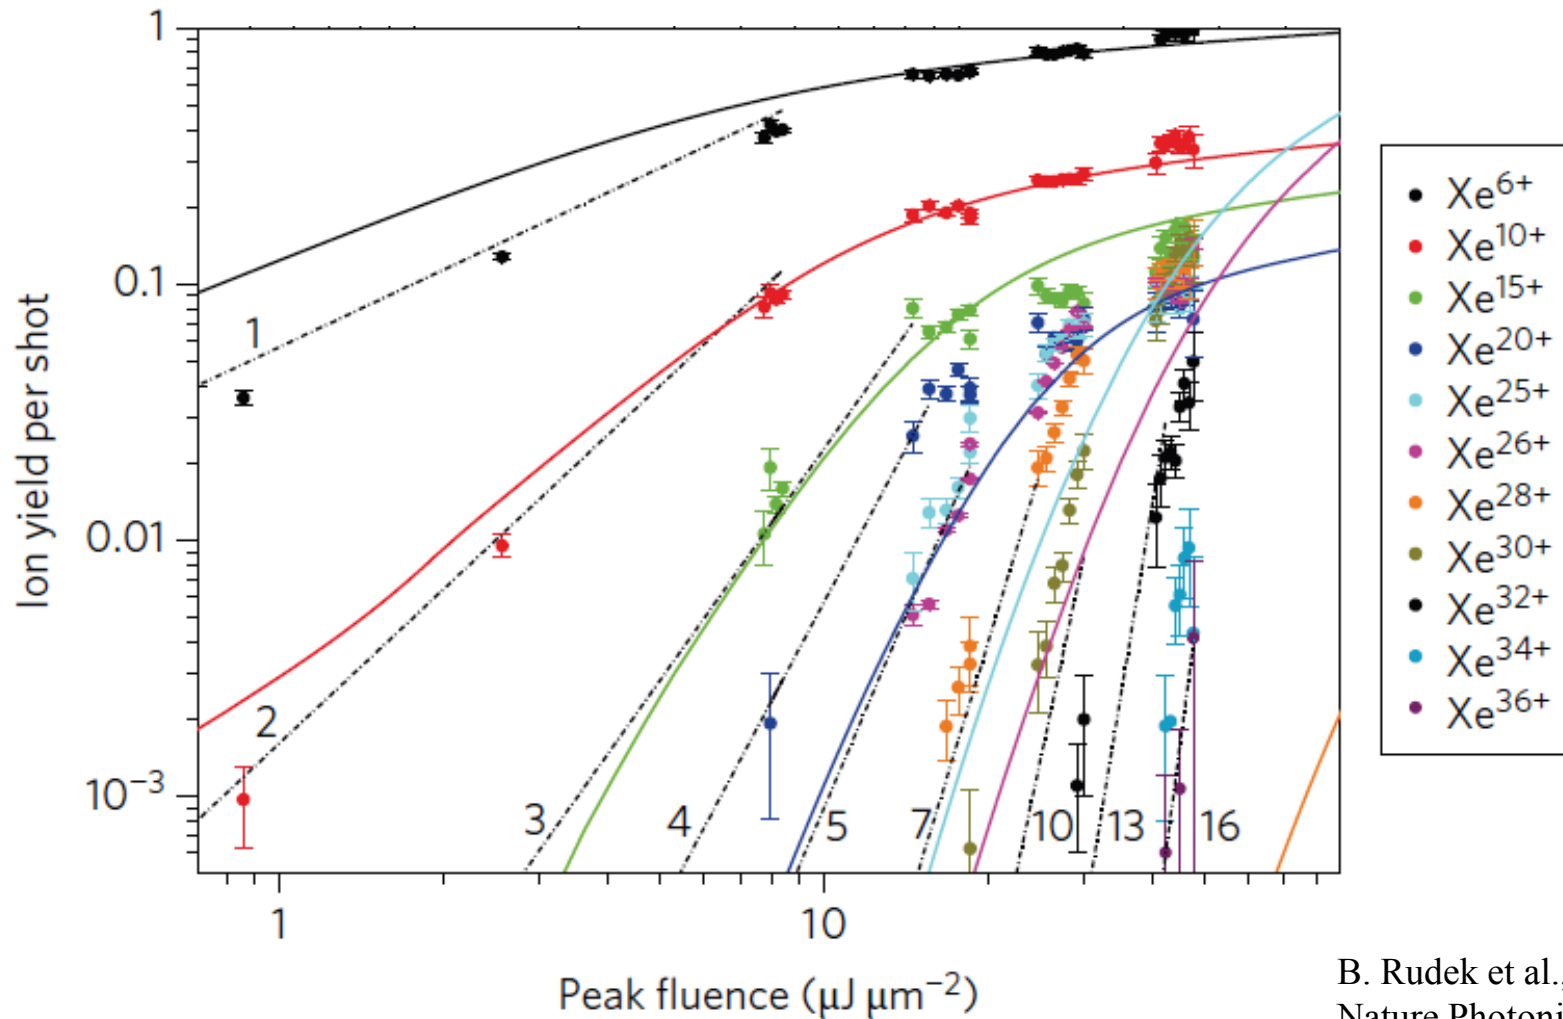 1
0.1
0.01
10⁻³
Ion yield per shot
1
2
3
4
5
7
10
13
16
1
10
Peak fluence (μJ μm⁻²)
Xe⁶⁺
Xe¹⁰⁺
Xe¹⁵⁺
Xe²⁰⁺
Xe²⁵⁺
Xe²⁶⁺
Xe²⁸⁺
Xe³⁰⁺
Xe³²⁺
Xe³⁴⁺
Xe³⁶⁺
B. Rudek et al.,
Nature